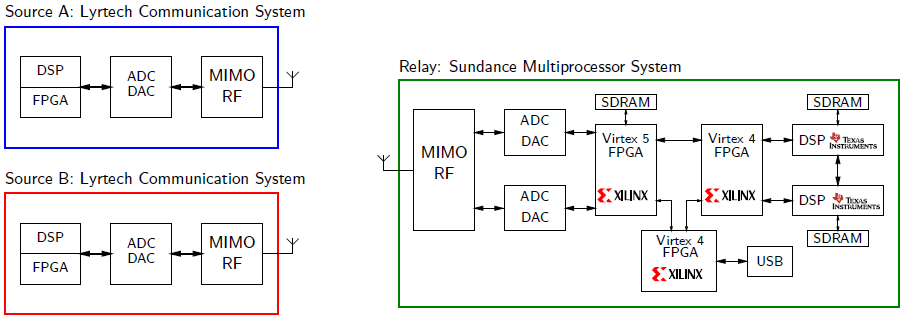 Source A: Lyrtech Communication System
DSP
FPGA
ADC
DAC
MIMO
RF
Source B: Lyrtech Communication System
DSP
FPGA
ADC
DAC
MIMO
RF
Relay: Sundance Multiprocessor System
MIMO
RF
ADC
DAC
ADC
DAC
SDRAM
Virtex 5
FPGA
XILINX
Virtex 4
FPGA
XILINX
SDRAM
DSP
TEXAS
INSTRUMENTS
DSP
TEXAS
INSTRUMENTS
SDRAM
Virtex 4
FPGA
XILINX
USB